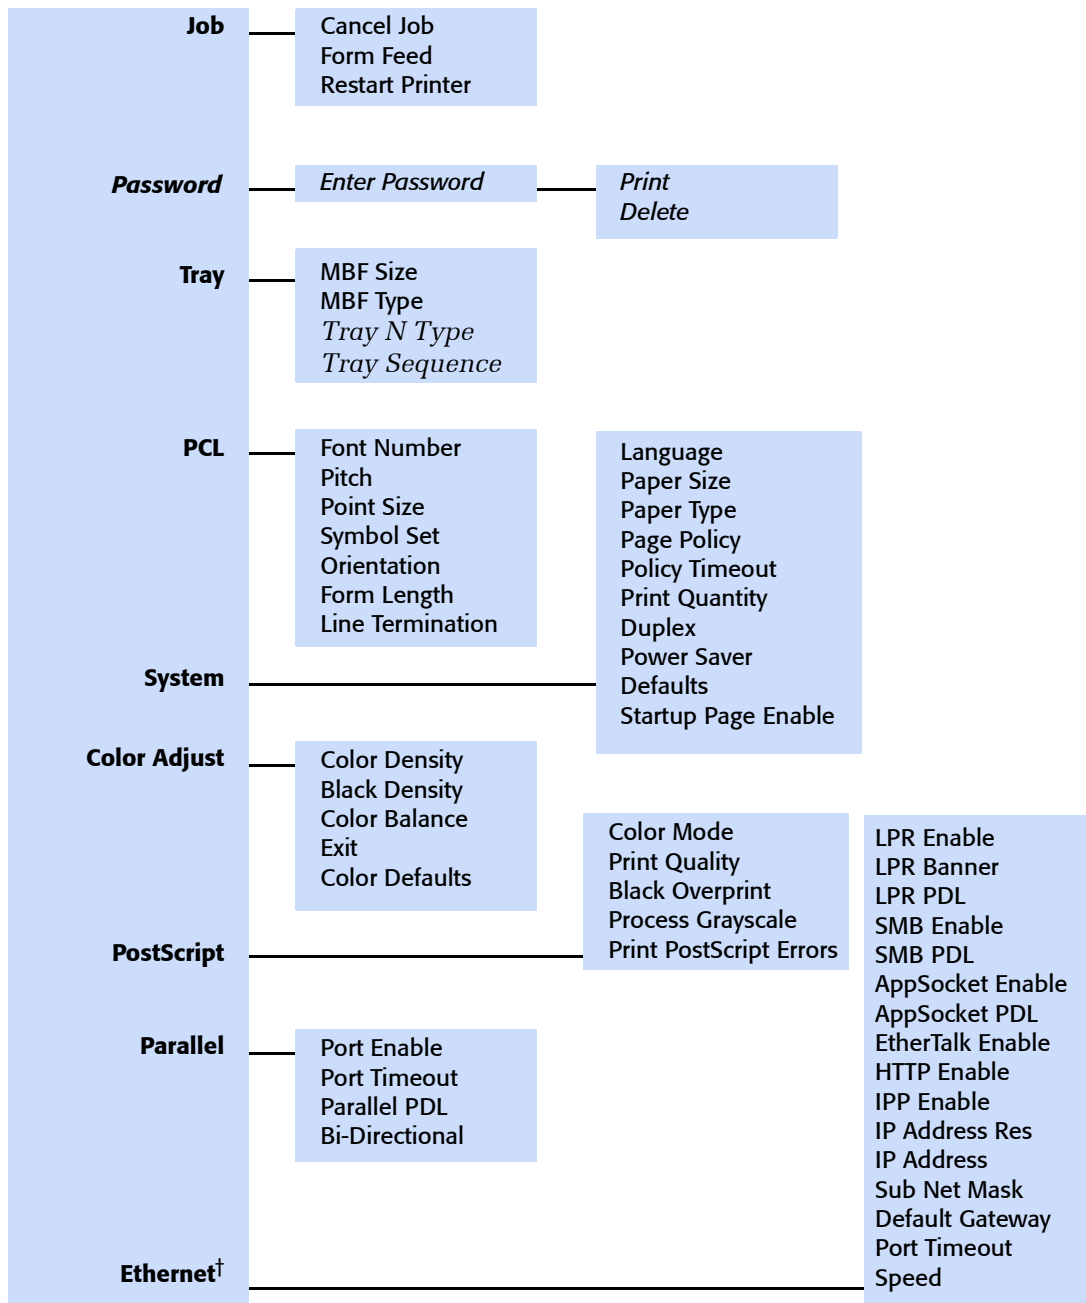 Job
Cancel Job
Form Feed
Restart Printer
Password
Enter Password
Print
Delete
Tray
MBF Size
MBF Type
Tray N Type
Tray Sequence
PCL
Font Number
Pitch
Point Size
Symbol Set
Orientation
Form Length
Line Termination
System
Language
Paper Size
Paper Type
Page Policy
Policy Timeout
Print Quantity
Duplex
Power Saver
Defaults
Startup Page Enable
Color Adjust
Color Density
Black Density
Color Balance
Exit
Color Defaults
PostScript
Color Mode
Print Quality
Black Overprint
Process Grayscale
Print PostScript Errors
Parallel
Port Enable
Port Timeout
Parallel PDL
Bi-Directional
Ethernet†
LPR Enable
LPR Banner
LPR PDL
SMB Enable
SMB PDL
AppSocket Enable
AppSocket PDL
EtherTalk Enable
HTTP Enable
IPP Enable
IP Address Res
IP Address
Sub Net Mask
Default Gateway
Port Timeout
Speed